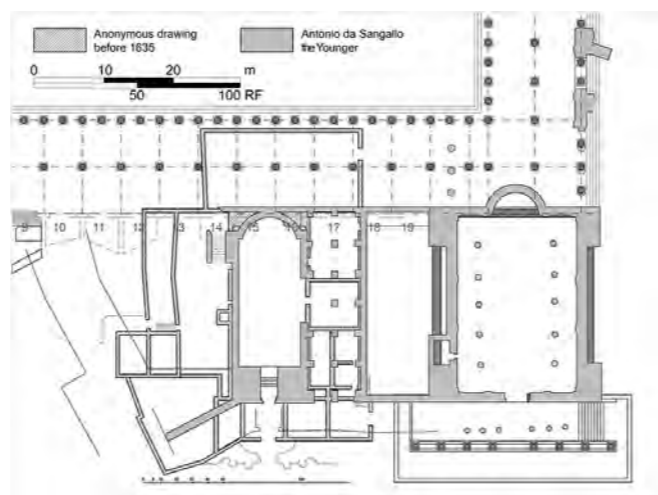 Anonymous drawing
before 1635
Antonio da Sangallo
the Younger
0 10 20 m
50 100 RF
9 10 11 12 3 14 15 16 17 18 19